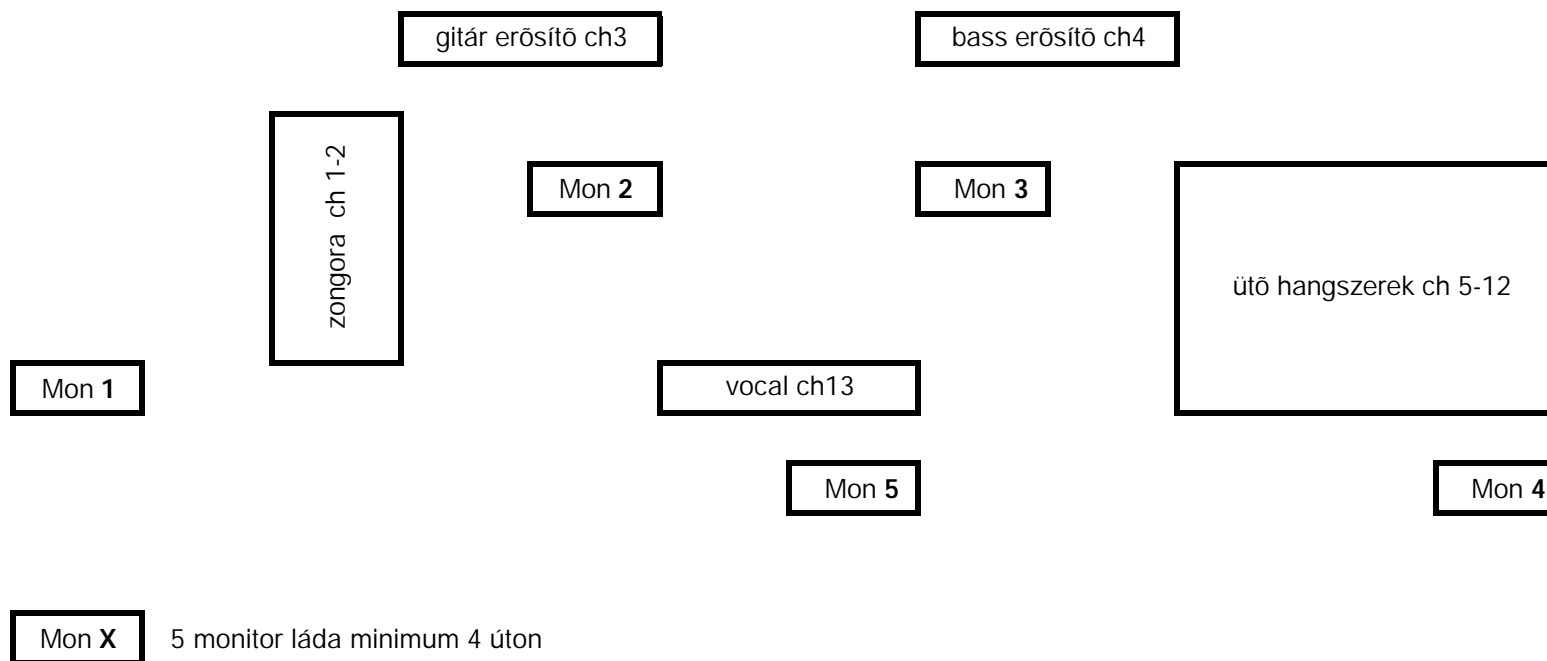 gitár erõsítõ ch3
bass erõsítõ ch4
zongora ch 1-2
Mon 2
Mon 3
ütõ hangszerek ch 5-12
Mon 1
vocal ch13
Mon 5
Mon 4
Mon X
5 monitor láda minimum 4 úton